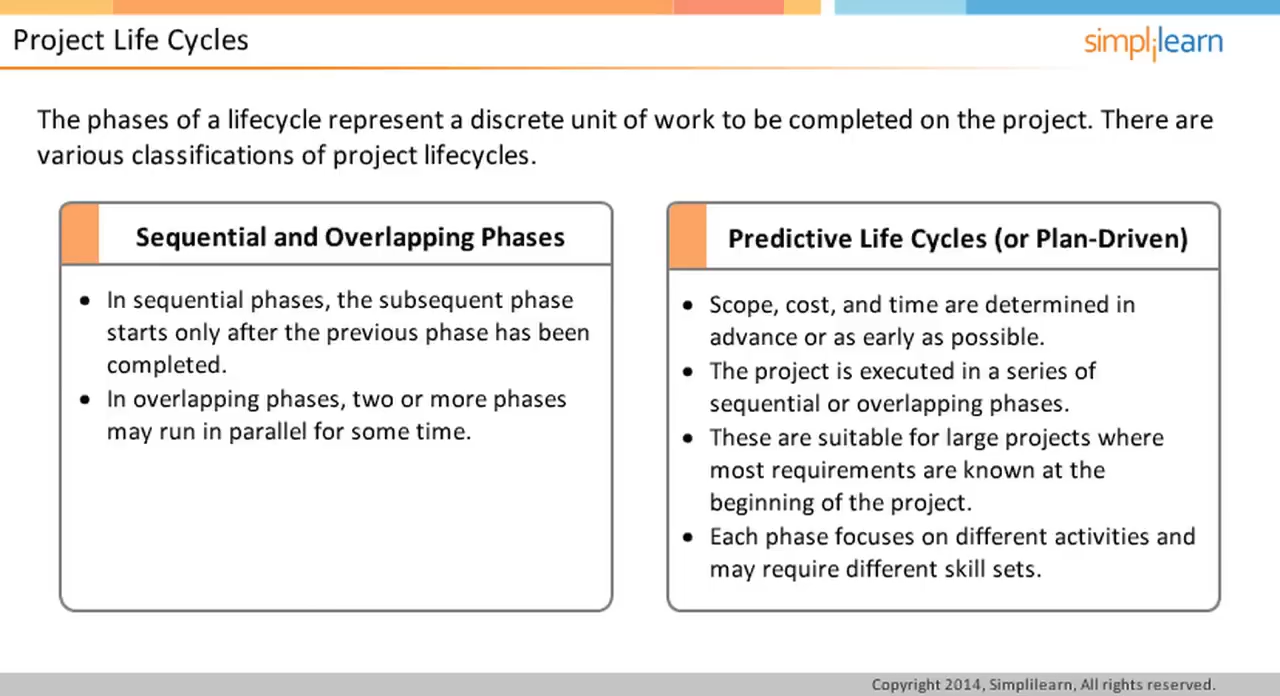 Project Life Cycles
simplilearn
The phases of a lifecycle represent a discrete unit of work to be completed on the project. There are
various classifications of project lifecycles.
Sequential and Overlapping Phases
• In sequential phases, the subsequent phase
starts only after the previous phase has been
completed.
• In overlapping phases, two or more phases
may run in parallel for some time.
Predictive Life Cycles (or Plan-Driven)
• Scope, cost, and time are determined in
advance or as early as possible.
• The project is executed in a series of
sequential or overlapping phases.
• These are suitable for large projects where
most requirements are known at the
beginning of the project.
• Each phase focuses on different activities and
may require different skill sets.
Copyright 2014, Simplilearn, All rights reserved.